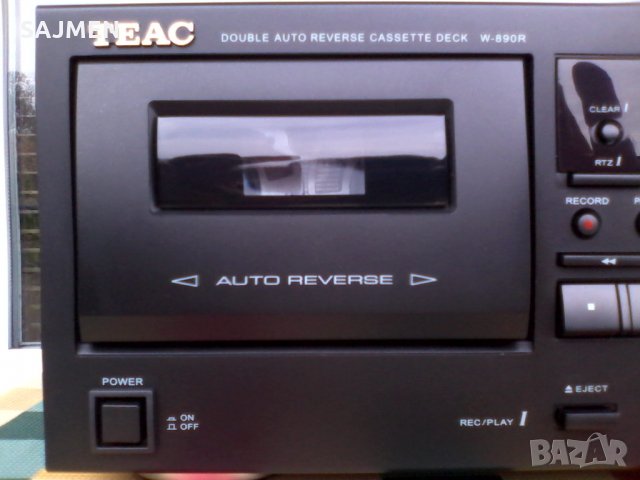 SAJMEN
TEAC
DOUBLE AUTO REVERSE CASSETTE DECK W-890R
CLEAR I
RTZ I
RECORD
AUTO REVERSE
POWER
ON
OFF
EJECT
REC/PLAY I
BAZAR